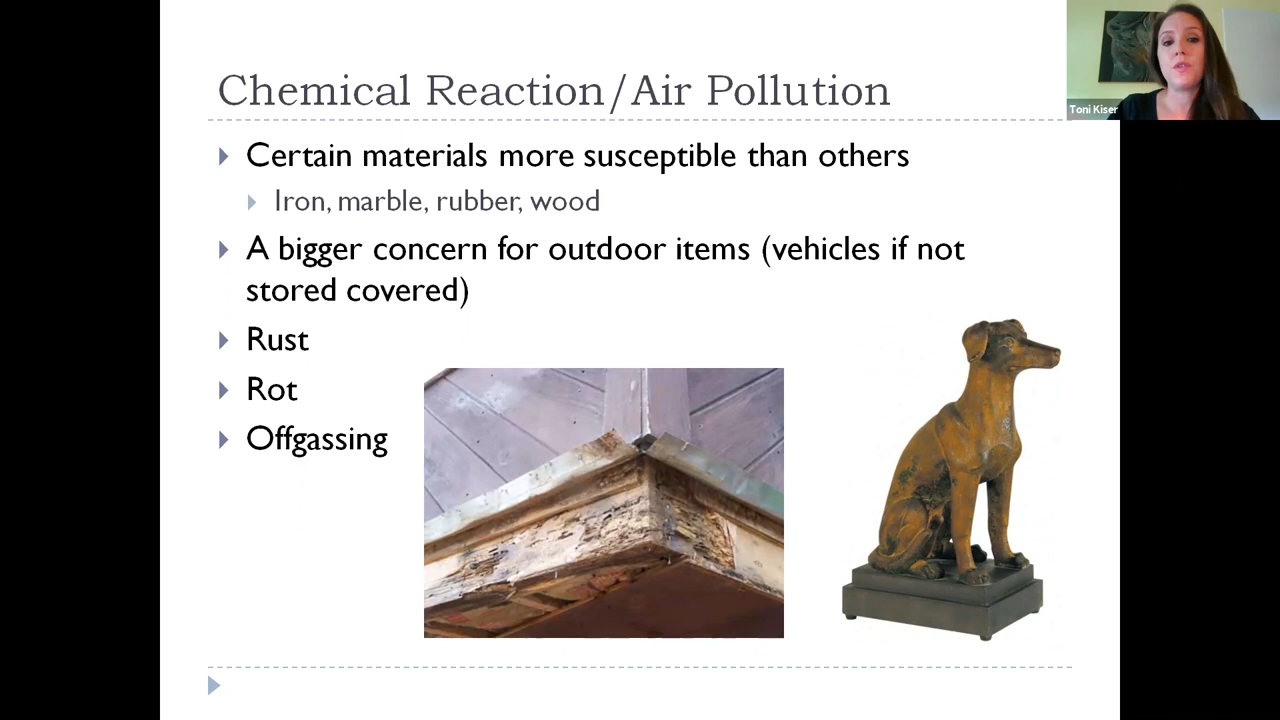 Chemical Reaction/Air Pollution
Toni Kiser
Certain materials more susceptible than others
Iron, marble, rubber, wood
A bigger concern for outdoor items (vehicles if not
stored covered)
Rust
Rot
Offgassing